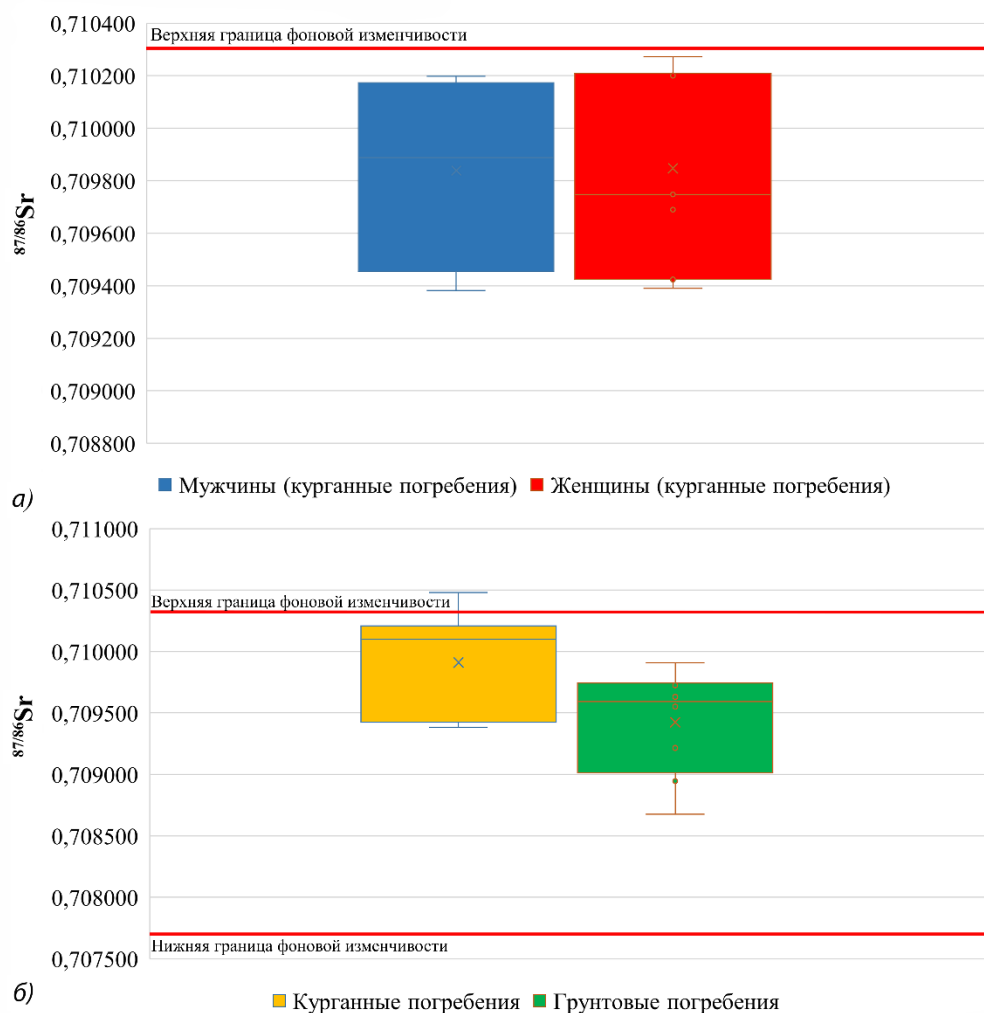 0,710400
Верхняя граница фоновой изменчивости
0,710200
0,710000
0,709800
0,709600
0,709400
0,709200
0,709000
0,708800
87/86Sr
Мужчины (курганные погребения) Женщины (курганные погребения)
а)
0,711000
0,710500
Верхняя граница фоновой изменчивости
0,710000
0,709500
0,709000
0,708500
0,708000
0,707500
87/86Sr
Нижняя граница фоновой изменчивости
Курганные погребения Грунтовые погребения
б)